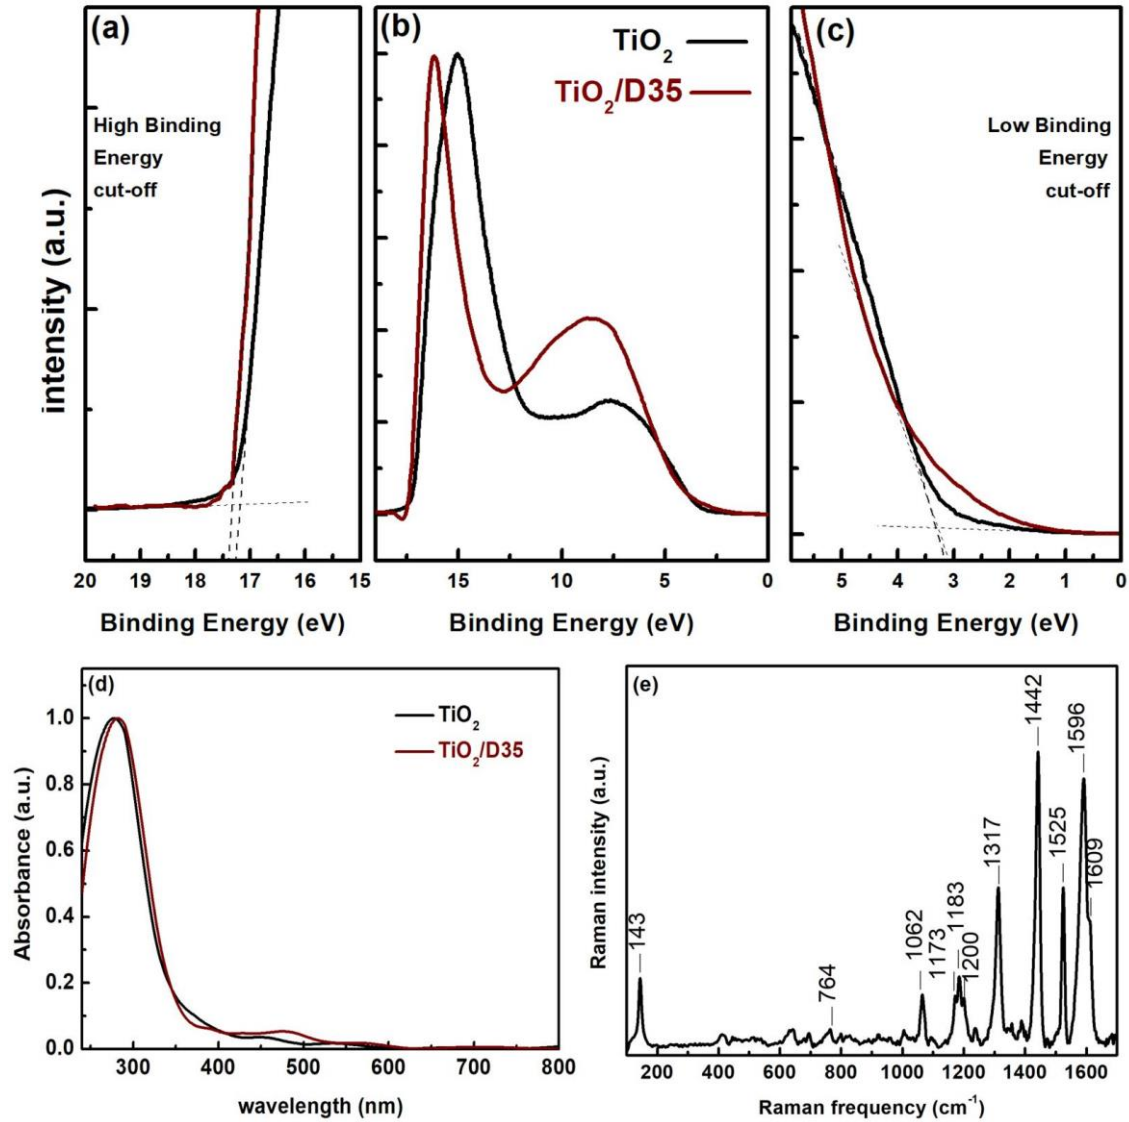 (a)
High Binding
Energy
cut-off
intensity (a.u.)
20 19 18 17 16 15
Binding Energy (eV)
(b)
TiO2
TiO2/D35
15 10 5 0
Binding Energy (eV)
(c)
Low Binding
Energy
cut-off
5 4 3 2 1 0
Binding Energy (eV)
(d)
TiO2
TiO2/D35
Absorbance (a.u.)
1.0
0.8
0.6
0.4
0.2
0.0
300 400 500 600 700 800
wavelength (nm)
(e)
Raman intensity (a.u.)
143
764
1062
1173
1183
1200
1317
1442
1525
1596
1609
200 400 600 800 1000 1200 1400 1600
Raman frequency (cm-1)